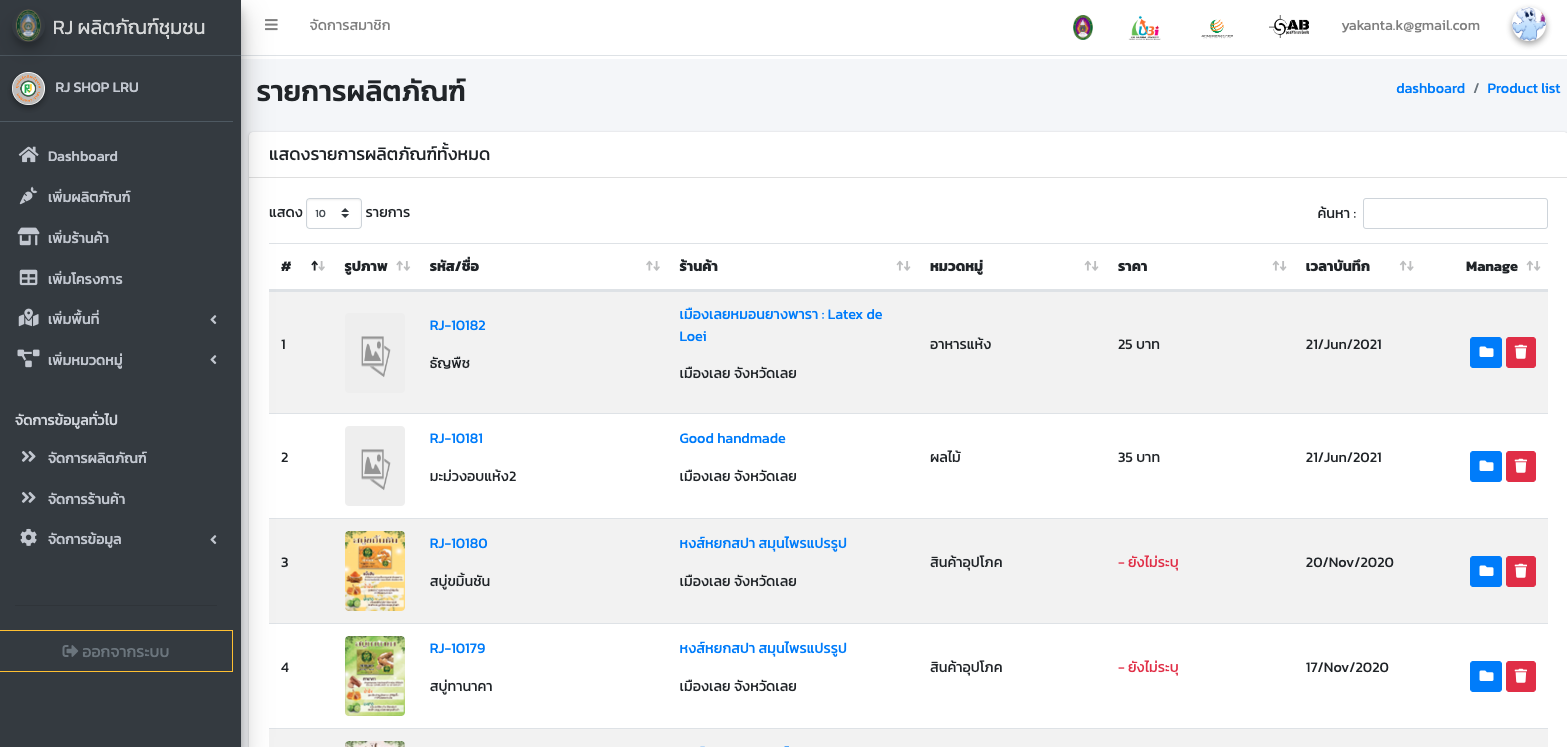 RJ ผลิตภัณฑ์ชุมชน
จัดการสมาชิก
yakanta.k@gmail.com
RJ SHOP LRU
Dashboard
เพิ่มผลิตภัณฑ์
เพิ่มร้านค้า
เพิ่มโครงการ
เพิ่มพื้นที่
เพิ่มหมวดหมู่
จัดการข้อมูลทั่วไป
จัดการผลิตภัณฑ์
จัดการร้านค้า
จัดการข้อมูล
ออกจากระบบ
รายการผลิตภัณฑ์
dashboard / Product list
แสดงรายการผลิตภัณฑ์ทั้งหมด
แสดง 10 รายการ
ค้นหา :
# รูปภาพ รหัส/ชื่อ ร้านค้า หมวดหมู่ ราคา เวลาบันทึก Manage
1 RJ-10182 เมืองเลยหมอนยางพารา : Latex de
Loei
ธัญพืช เมืองเลย จังหวัดเลย อาหารแห้ง 25 บาท 21/Jun/2021
2 RJ-10181 Good handmade ผลไม้ 35 บาท 21/Jun/2021
มะม่วงอบแห้ง2 เมืองเลย จังหวัดเลย
3 RJ-10180 หงส์หยกสปา สมุนไพรแปรรูป สินค้าอุปโภค - ยังไม่ระบุ 20/Nov/2020
สบู่ขมิ้นชัน เมืองเลย จังหวัดเลย
4 RJ-10179 หงส์หยกสปา สมุนไพรแปรรูป สินค้าอุปโภค - ยังไม่ระบุ 17/Nov/2020
สบู่ทานาคา เมืองเลย จังหวัดเลย